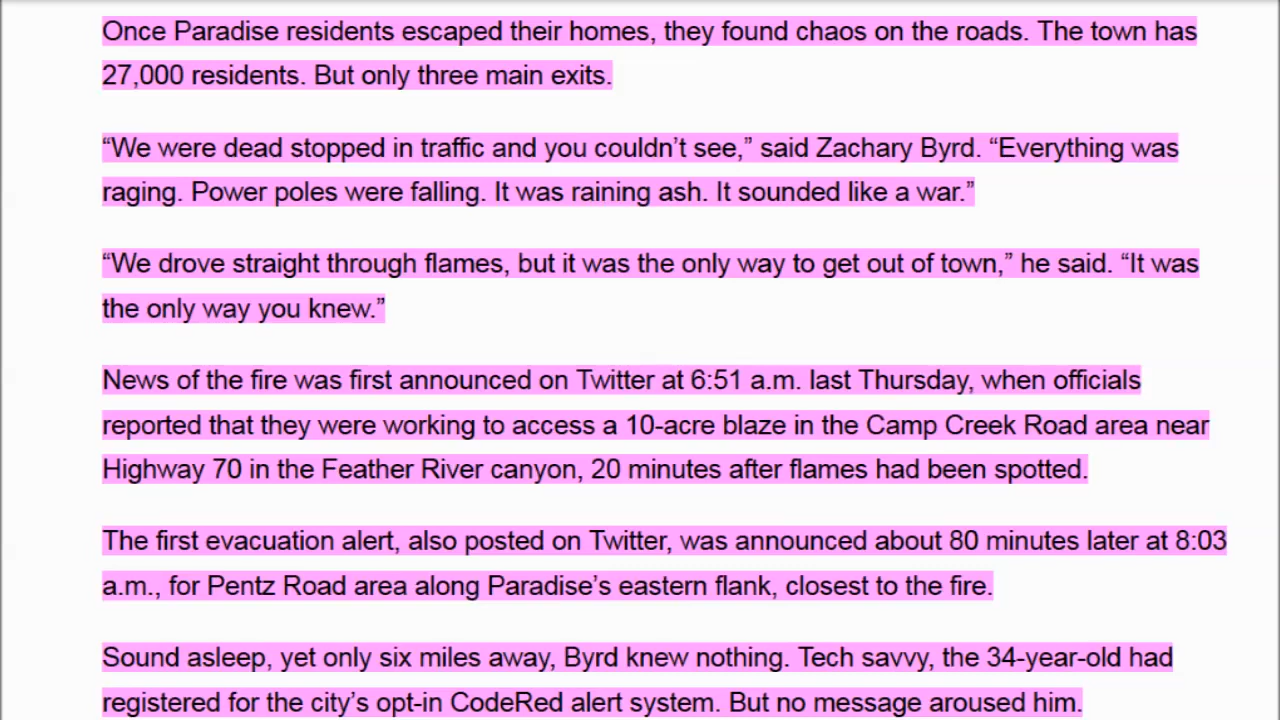 Once Paradise residents escaped their homes, they found chaos on the roads. The town has
27,000 residents. But only three main exits.
“We were dead stopped in traffic and you couldn’t see,” said Zachary Byrd. “Everything was
raging. Power poles were falling. It was raining ash. It sounded like a war.”
“We drove straight through flames, but it was the only way to get out of town,” he said. “It was
the only way you knew.”
News of the fire was first announced on Twitter at 6:51 a.m. last Thursday, when officials
reported that they were working to access a 10-acre blaze in the Camp Creek Road area near
Highway 70 in the Feather River canyon, 20 minutes after flames had been spotted.
The first evacuation alert, also posted on Twitter, was announced about 80 minutes later at 8:03
a.m., for Pentz Road area along Paradise’s eastern flank, closest to the fire.
Sound asleep, yet only six miles away, Byrd knew nothing. Tech savvy, the 34-year-old had
registered for the city’s opt-in CodeRed alert system. But no message aroused him.